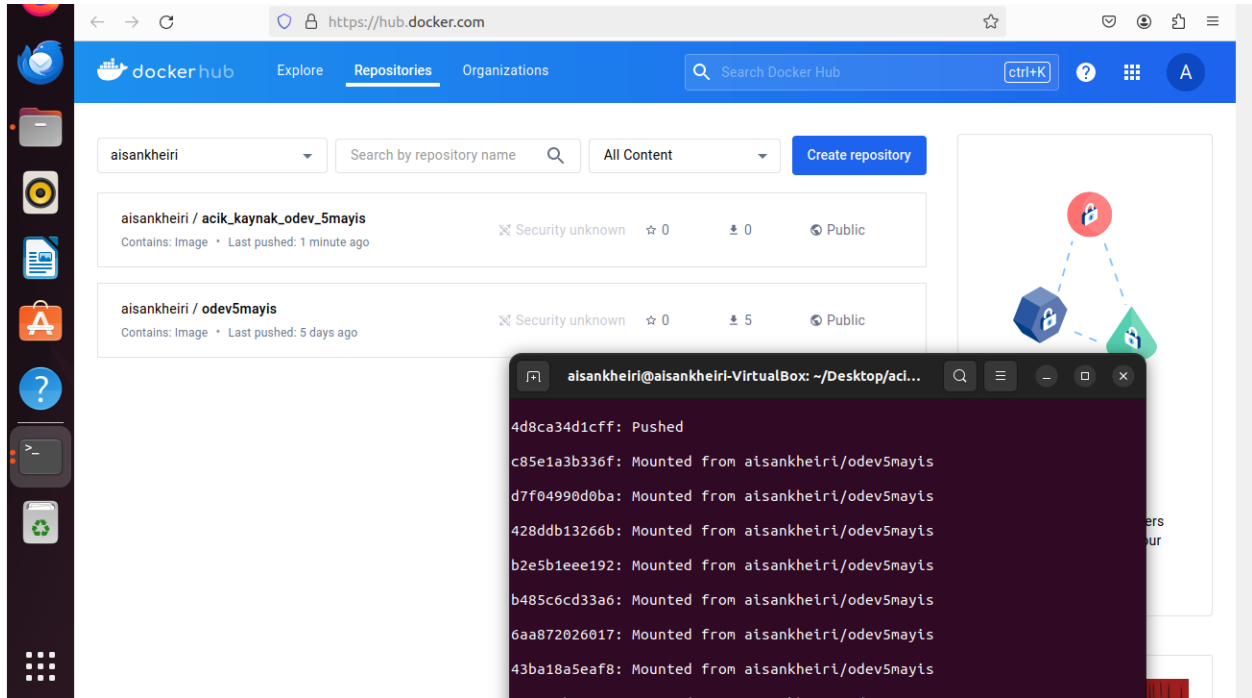 https://hub.docker.com
dockerhub Explore Repositories Organizations Search Docker Hub ctrl+K ? A
aisankheiri Search by repository name All Content Create repository
aisankheiri / acik_kaynak_odev_5mayis
Contains: Image • Last pushed: 1 minute ago
Security unknown 0 0 Public
aisankheiri / odev5mayis
Contains: Image • Last pushed: 5 days ago
Security unknown 0 5 Public
aisankheiri@aisankheiri-VirtualBox: ~/Desktop/aci...
4d8ca34d1cff: Pushed
c85e1a3b336f: Mounted from aisankheiri/odev5mayis
d7f04990d0ba: Mounted from aisankheiri/odev5mayis
428ddb13266b: Mounted from aisankheiri/odev5mayis
b2e5b1eee192: Mounted from aisankheiri/odev5mayis
b485c6cd33a6: Mounted from aisankheiri/odev5mayis
6aa872026017: Mounted from aisankheiri/odev5mayis
43ba18a5eaf8: Mounted from aisankheiri/odev5mayis
ers
our